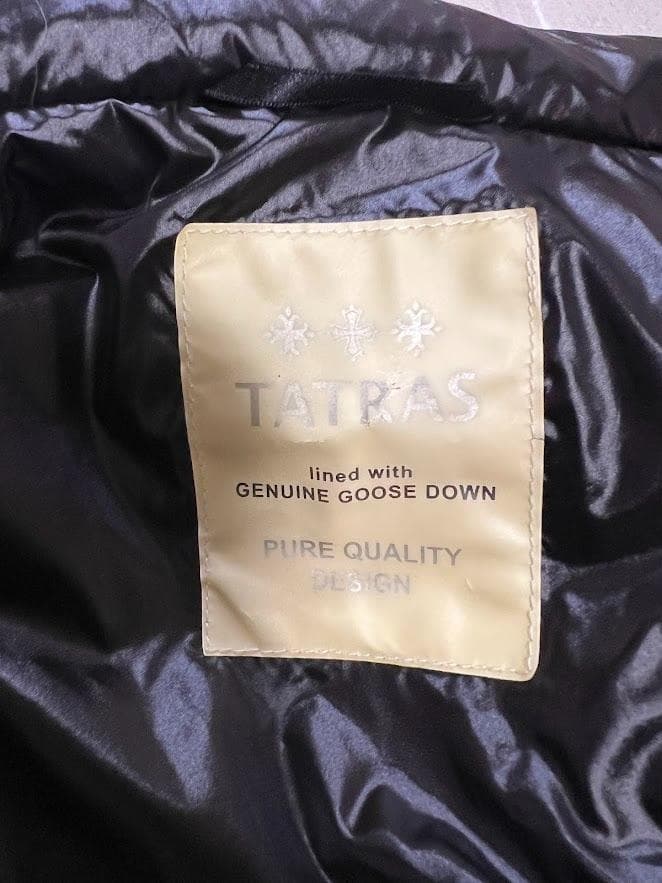 TATRAS
lined with
GENUINE GOOSE DOWN
PURE QUALITY
DESIGN